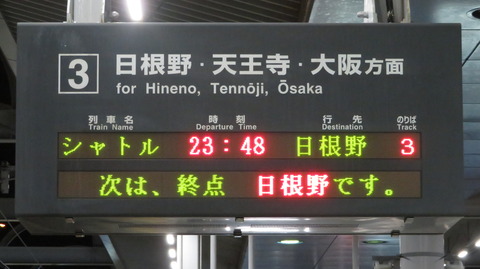 3 日根野・天王寺・大阪方面
for Hineno, Tennōji, Ōsaka
列車名 時刻 行先 のりば
Train Name Departure Time Destination Track
シャトル 23:48 日根野 3
次は、終点 日根野です。